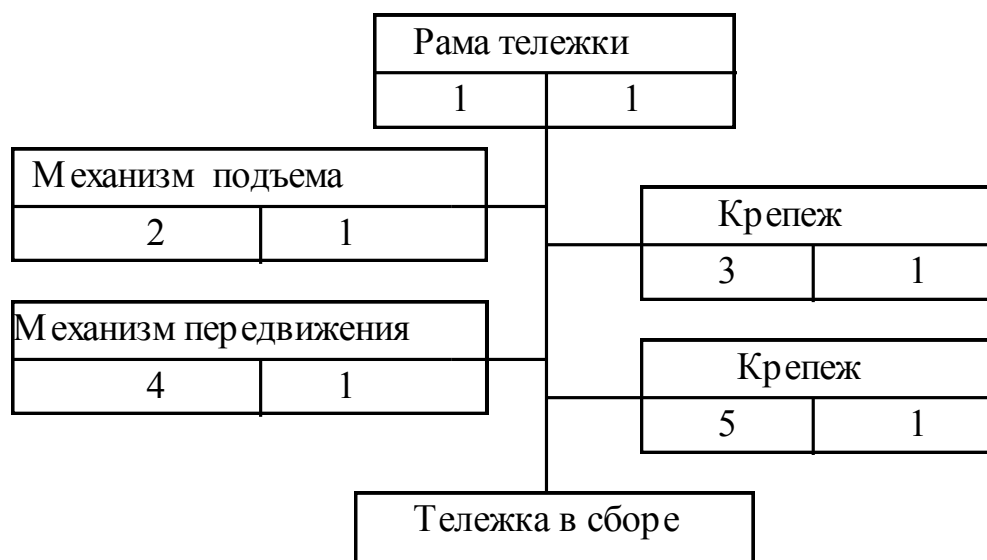 Рама тележки
1 1
Механизм подъема
2 1
Крепеж
3 1
Механизм передвижения
4 1
Крепеж
5 1
Тележка в сборе